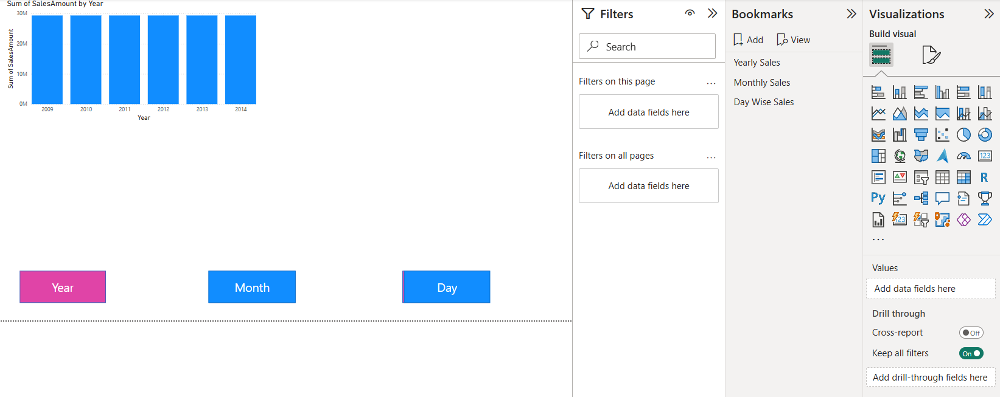 Sum of SalesAmount by Year
Sum of SalesAmount
30M
20M
10M
0M
2009 2010 2011 2012 2013 2014
Year
Year Month Day
Filters
Search
Filters on this page ...
Add data fields here
Filters on all pages ...
Add data fields here
Bookmarks
Add View
Yearly Sales
Monthly Sales
Day Wise Sales
Visualizations
Build visual
123
R
Py
123
...
Values
Add data fields here
Drill through
Cross-report Off
Keep all filters On
Add drill-through fields here